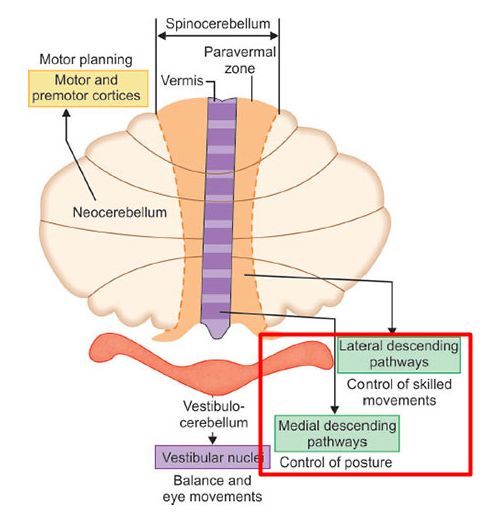 Spinocerebellum
Motor planning
Motor and
premotor cortices
Paravermal
zone
Vermis
Neocerebellum
Lateral descending
pathways
Control of skilled
movements
Vestibulo-
cerebellum
Medial descending
pathways
Control of posture
Vestibular nuclei
Balance and
eye movements